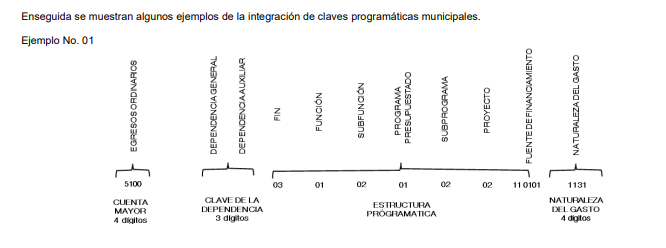 Enseguida se muestran algunos ejemplos de la integración de claves programáticas municipales.
Ejemplo No. 01
EGRESOS ORDINARIOS
DEPENDENCIA GENERAL
DEPENDENCIA AUXILIAR
FIN
FUNCIÓN
SUBFUNCIÓN
PROGRAMA
PRESUPUESTADO
SUBPROGRAMA
PROYECTO
FUENTE DE FINANCIAMIENTO
NATURALEZA DEL GASTO
5100
03 01 02 01 02 02 110101 1131
CUENTA
MAYOR
4 dígitos
CLAVE DE LA
DEPENDENCIA
3 dígitos
ESTRUCTURA
PRÓGRAMATICA
NATURALEZA
DEL GASTO
4 dígitos